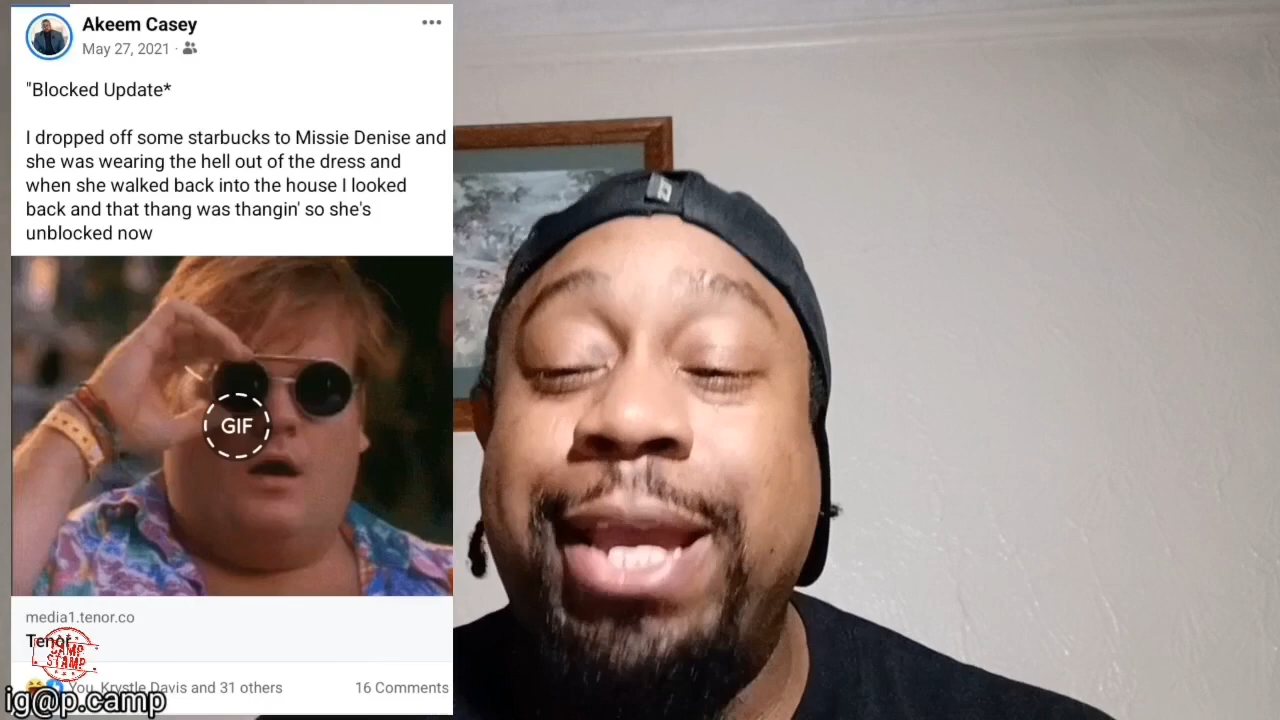 Akeem Casey
May 27, 2021 ·
"Blocked Update*
I dropped off some starbucks to Missie Denise and
she was wearing the hell out of the dress and
when she walked back into the house I looked
back and that thang was thangin' so she's
unblocked now
GIF
media1.tenor.co
Tenor
CAMP
STAMP
You, Krystle Davis and 31 others
16 Comments
ig@p.camp